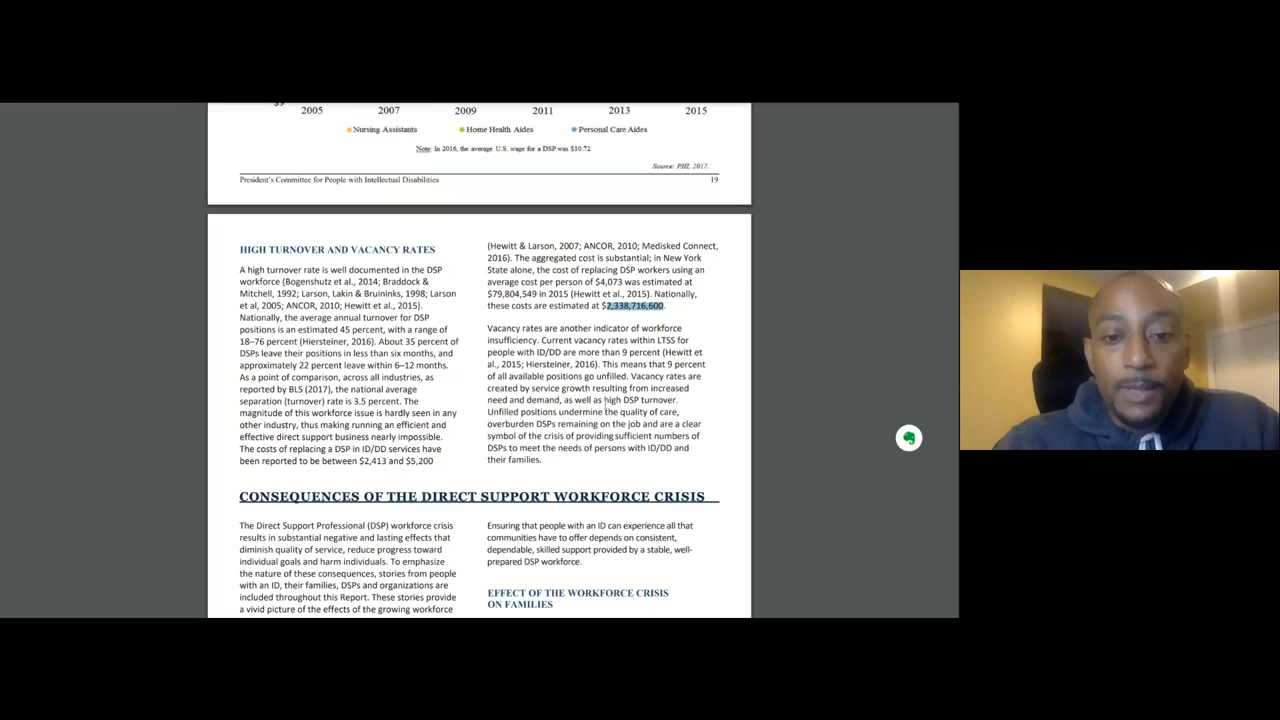 $9
2005 2007 2009 2011 2013 2015
Nursing Assistants Home Health Aides Personal Care Aides
Note: In 2016, the average U.S. wage for a DSP was $10.72
Source: PHI, 2017.
President's Committee for People with Intellectual Disabilities 19
HIGH TURNOVER AND VACANCY RATES
A high turnover rate is well documented in the DSP
workforce (Bogenshutz et al., 2014; Braddock &
Mitchell, 1992; Larson, Lakin & Bruininks, 1998; Larson
et al, 2005; ANCOR, 2010; Hewitt et al., 2015).
Nationally, the average annual turnover for DSP
positions is an estimated 45 percent, with a range of
18–76 percent (Hiersteiner, 2016). About 35 percent of
DSPs leave their positions in less than six months, and
approximately 22 percent leave within 6–12 months.
As a point of comparison, across all industries, as
reported by BLS (2017), the national average
separation (turnover) rate is 3.5 percent. The
magnitude of this workforce issue is hardly seen in any
other industry, thus making running an efficient and
effective direct support business nearly impossible.
The costs of replacing a DSP in ID/DD services have
been reported to be between $2,413 and $5,200
(Hewitt & Larson, 2007; ANCOR, 2010; Medisked Connect,
2016). The aggregated cost is substantial; in New York
State alone, the cost of replacing DSP workers using an
average cost per person of $4,073 was estimated at
$79,804,549 in 2015 (Hewitt et al., 2015). Nationally,
these costs are estimated at $2,338,716,600.
Vacancy rates are another indicator of workforce
insufficiency. Current vacancy rates within LTSS for
people with ID/DD are more than 9 percent (Hewitt et
al., 2015; Hiersteiner, 2016). This means that 9 percent
of all available positions go unfilled. Vacancy rates are
created by service growth resulting from increased
need and demand, as well as high DSP turnover.
Unfilled positions undermine the quality of care,
overburden DSPs remaining on the job and are a clear
symbol of the crisis of providing sufficient numbers of
DSPs to meet the needs of persons with ID/DD and
their families.
CONSEQUENCES OF THE DIRECT SUPPORT WORKFORCE CRISIS
The Direct Support Professional (DSP) workforce crisis
results in substantial negative and lasting effects that
diminish quality of service, reduce progress toward
individual goals and harm individuals. To emphasize
the nature of these consequences, stories from people
with an ID, their families, DSPs and organizations are
included throughout this Report. These stories provide
a vivid picture of the effects of the growing workforce
Ensuring that people with an ID can experience all that
communities have to offer depends on consistent,
dependable, skilled support provided by a stable, well-
prepared DSP workforce.
EFFECT OF THE WORKFORCE CRISIS
ON FAMILIES